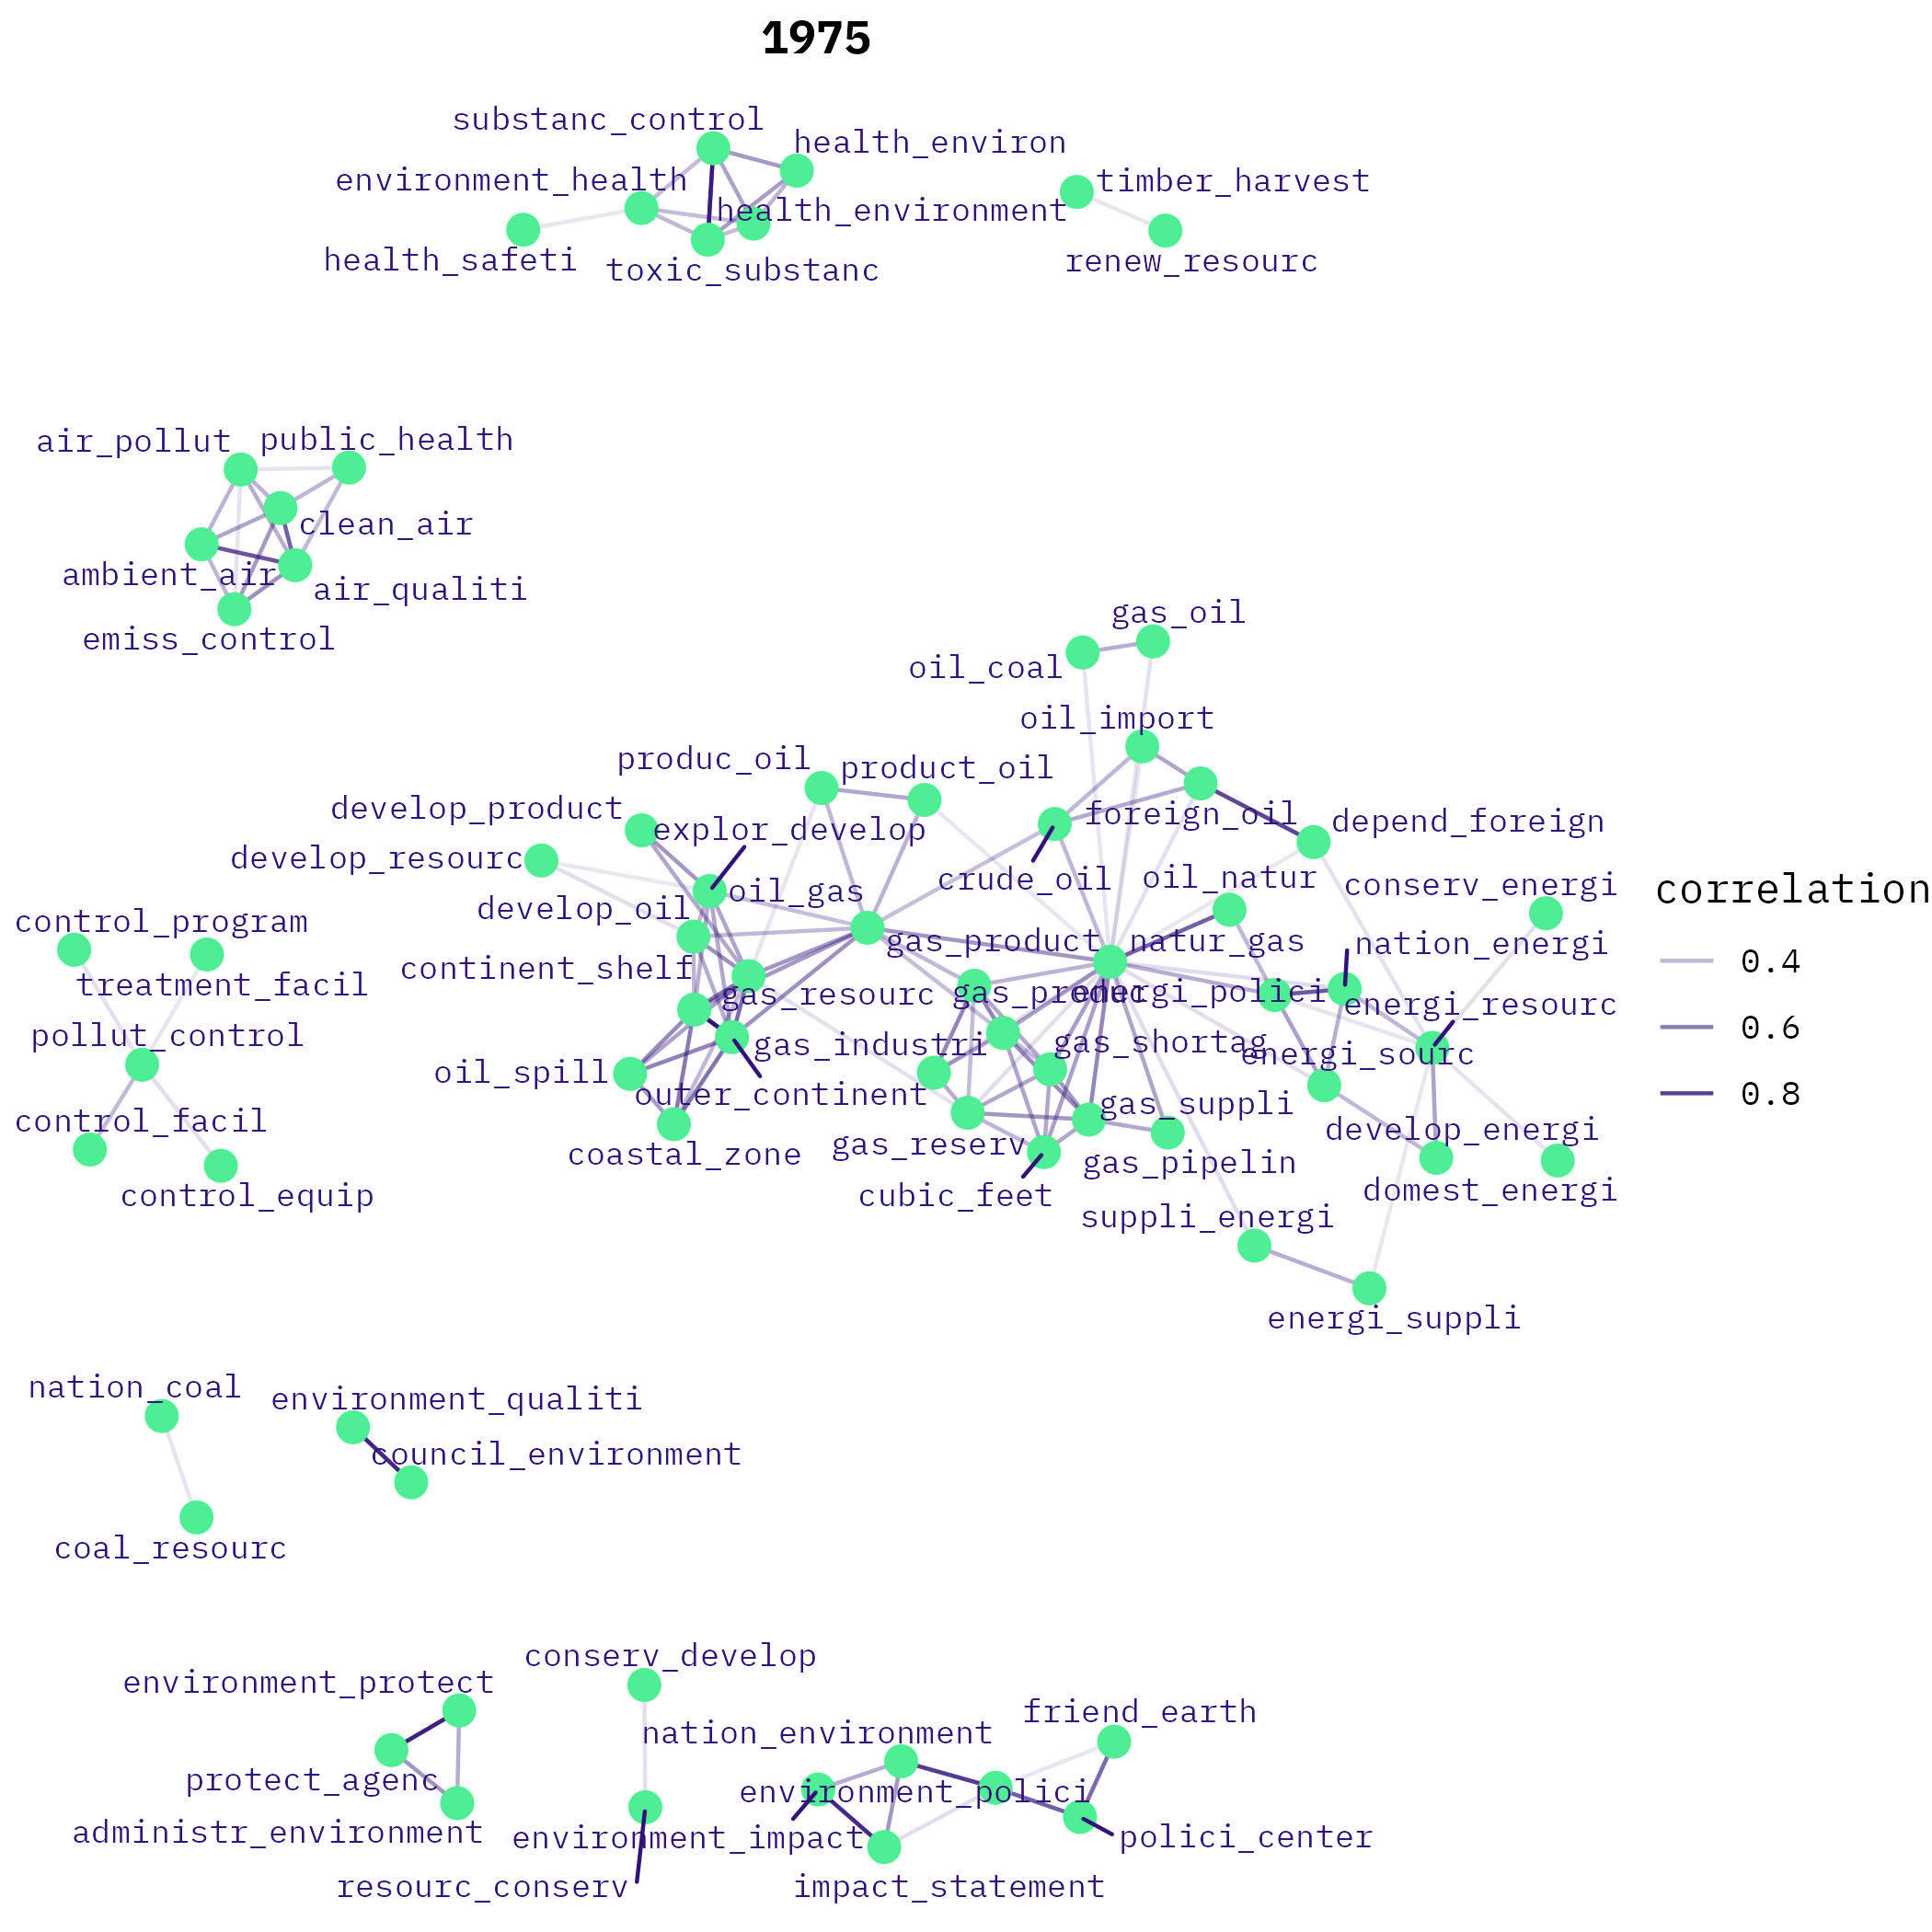 1975
substanc_control
health_environ
environment_health
timber_harvest
health_environment
health_safeti
renew_resourc
toxic_substanc
air_pollut
public_health
clean_air
ambient_air
air_qualiti
emiss_control
gas_oil
oil_coal
oil_import
produc_oil
product_oil
develop_product
foreign_oil
depend_foreign
explor_develop
develop_resourc
crude_oil
oil_natur
conserv_energi
oil_gas
correlation
develop_oil
control_program
gas_product
natur_gas
nation_energi
0.4
continent_shelf
treatment_facil
gas_resourc
gas_produc
energi_polici
energi_resourc
0.6
pollut_control
gas_industri
gas_shortag
energi_sourc
oil_spill
outer_continent
0.8
gas_suppli
control_facil
develop_energi
gas_reserv
coastal_zone
gas_pipelin
control_equip
cubic_feet
domest_energi
suppli_energi
energi_suppli
nation_coal
environment_qualiti
council_environment
coal_resourc
conserv_develop
environment_protect
friend_earth
nation_environment
protect_agenc
environment_polici
administr_environment
environment_impact
polici_center
resourc_conserv
impact_statement